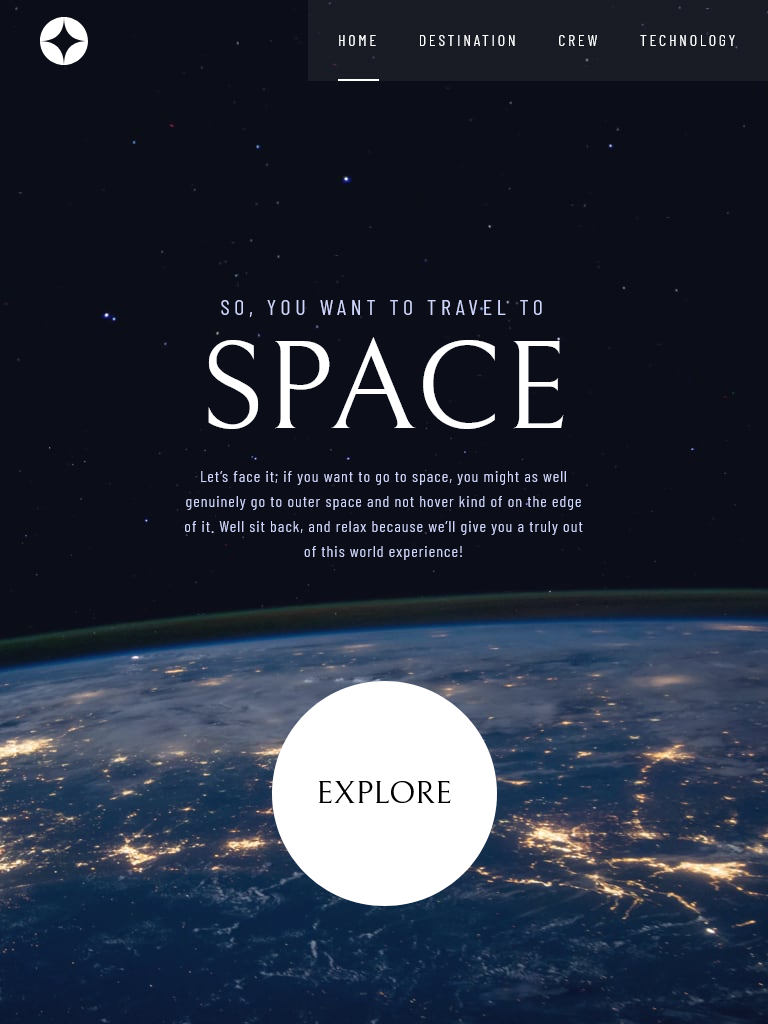 HOME DESTINATION CREW TECHNOLOGY
SO, YOU WANT TO TRAVEL TO
SPACE
Let’s face it; if you want to go to space, you might as well
genuinely go to outer space and not hover kind of on the edge
of it. Well sit back, and relax because we’ll give you a truly out
of this world experience!
EXPLORE